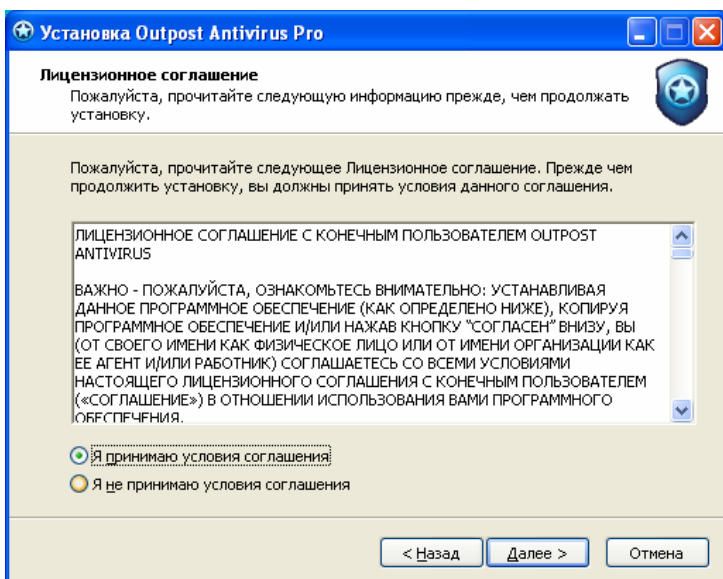 Установка Outpost Antivirus Pro
Лицензионное соглашение
Пожалуйста, прочитайте следующую информацию прежде, чем продолжать
установку.
Пожалуйста, прочитайте следующее Лицензионное соглашение. Прежде чем
продолжить установку, вы должны принять условия данного соглашения.
ЛИЦЕНЗИОННОЕ СОГЛАШЕНИЕ С КОНЕЧНЫМ ПОЛЬЗОВАТЕЛЕМ OUTPOST
ANTIVIRUS
ВАЖНО - ПОЖАЛУЙСТА, ОЗНАКОМЬТЕСЬ ВНИМАТЕЛЬНО: УСТАНАВЛИВАЯ
ДАННОЕ ПРОГРАММНОЕ ОБЕСПЕЧЕНИЕ (КАК ОПРЕДЕЛЕНО НИЖЕ), КОПИРУЯ
ПРОГРАММНОЕ ОБЕСПЕЧЕНИЕ И/ИЛИ НАЖАВ КНОПКУ "СОГЛАСЕН" ВНИЗУ, ВЫ
(ОТ СВОЕГО ИМЕНИ КАК ФИЗИЧЕСКОЕ ЛИЦО ИЛИ ОТ ИМЕНИ ОРГАНИЗАЦИИ КАК
ЕЕ АГЕНТ И/ИЛИ РАБОТНИК) СОГЛАШАЕТЕСЬ СО ВСЕМИ УСЛОВИЯМИ
НАСТОЯЩЕГО ЛИЦЕНЗИОННОГО СОГЛАШЕНИЯ С КОНЕЧНЫМ ПОЛЬЗОВАТЕЛЕМ
(«СОГЛАШЕНИЕ») В ОТНОШЕНИИ ИСПОЛЬЗОВАНИЯ ВАМИ ПРОГРАММНОГО
ОБЕСПЕЧЕНИЯ.
Я принимаю условия соглашения
Я не принимаю условия соглашения
< Назад
Далее >
Отмена